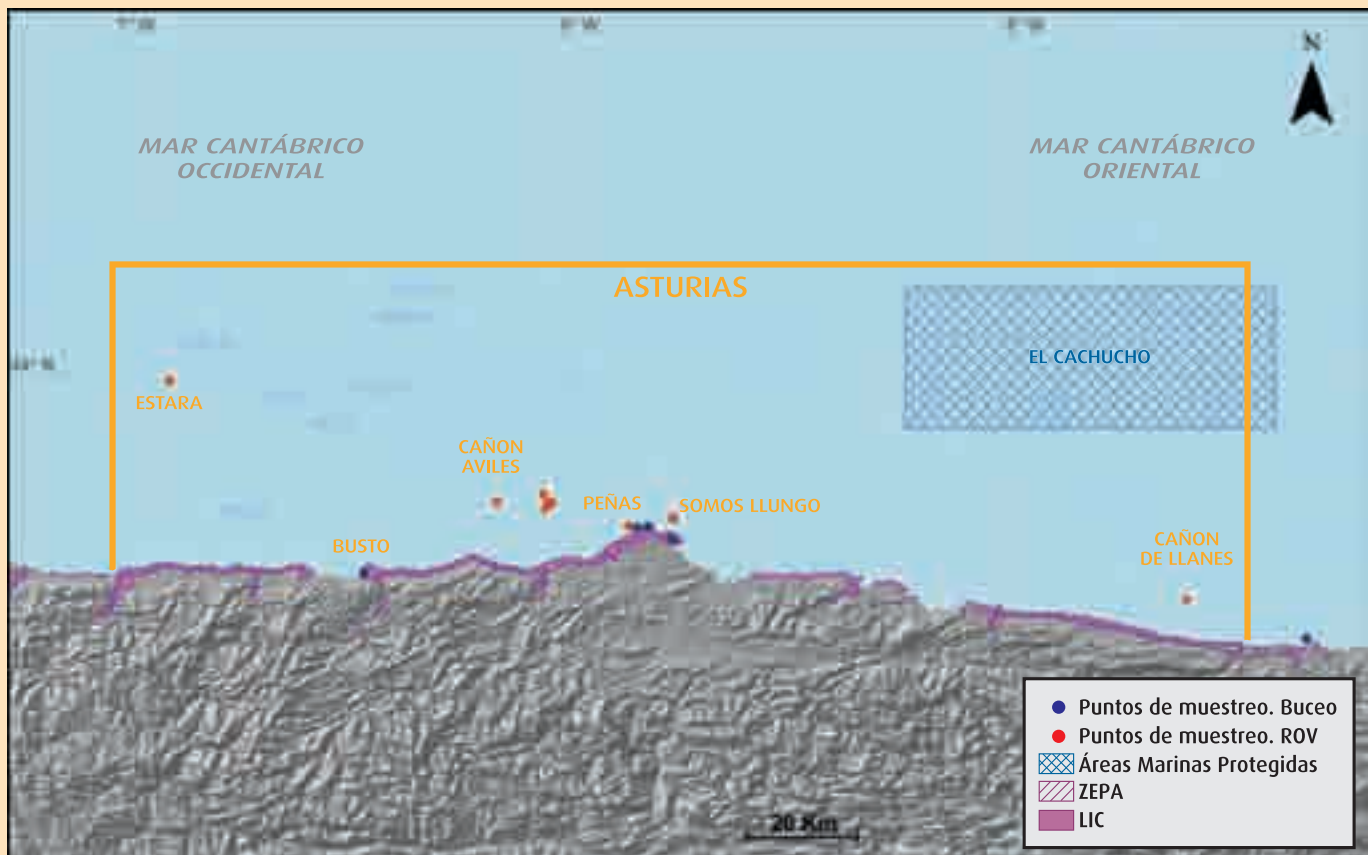 N
MAR CANTÁBRICO
OCCIDENTAL
MAR CANTÁBRICO
ORIENTAL
ASTURIAS
EL CACHUCHO
ESTARA
CAÑON
AVILES
PEÑAS
SOMOS LLUNGO
BUSTO
CAÑON
DE LLANES
Puntos de muestreo. Buceo
Puntos de muestreo. ROV
Áreas Marinas Protegidas
ZEPA
LIC
20 Km